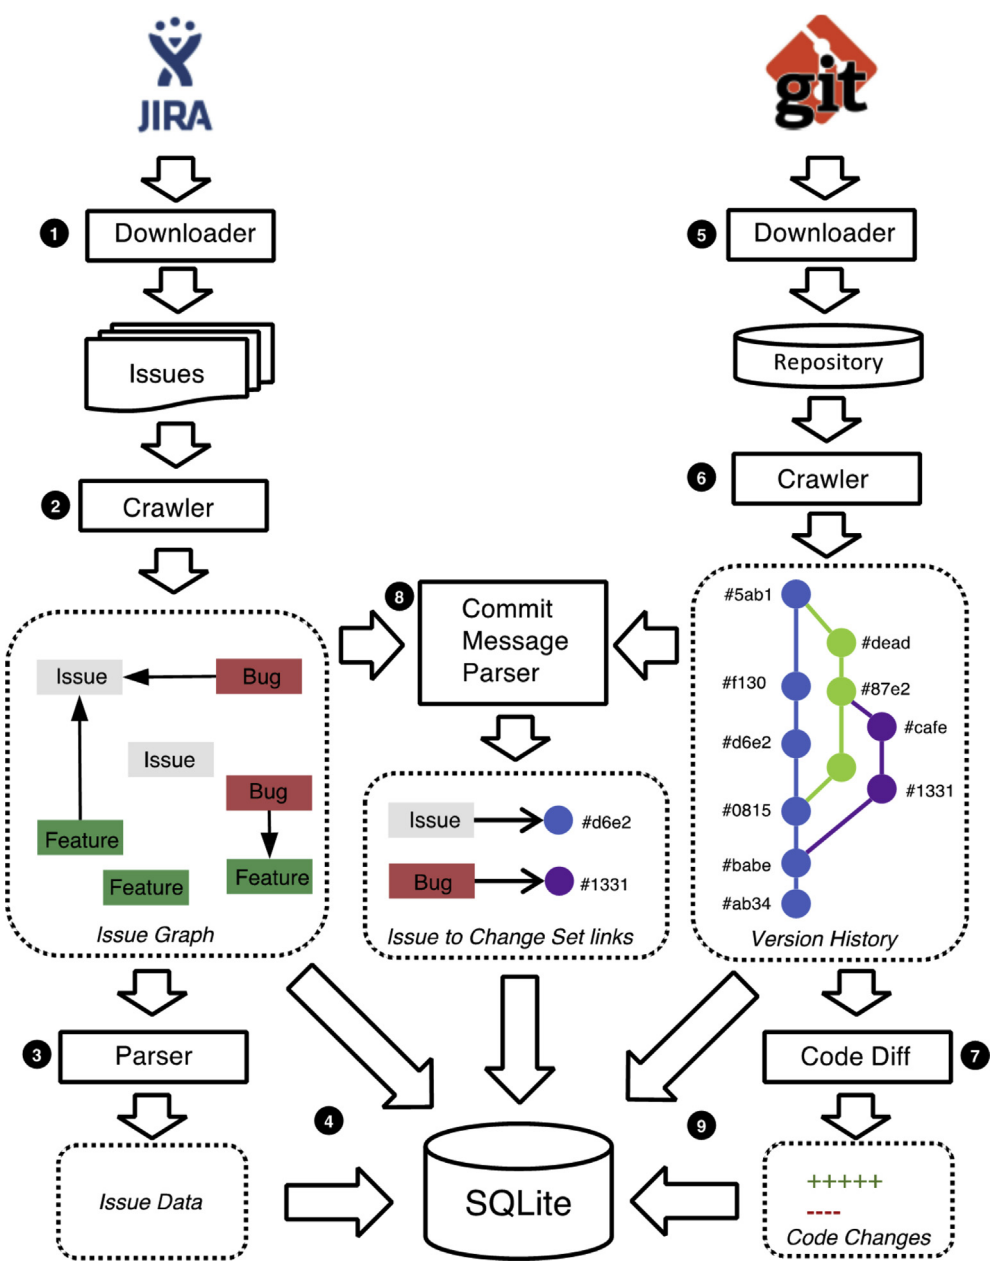 JIRA
git
1
Downloader
5
Downloader
Issues
Repository
2
Crawler
6
Crawler
8
Commit
Message
Parser
Issue
Bug
Issue
Bug
Feature
Feature
Feature
Issue Graph
Issue
#d6e2
Bug
#1331
Issue to Change Set links
#5ab1
#dead
#f130
#87e2
#cafe
#d6e2
#1331
#0815
#babe
#ab34
Version History
3
Parser
Code Diff
7
4
9
Issue Data
SQLite
+++++
----
Code Changes